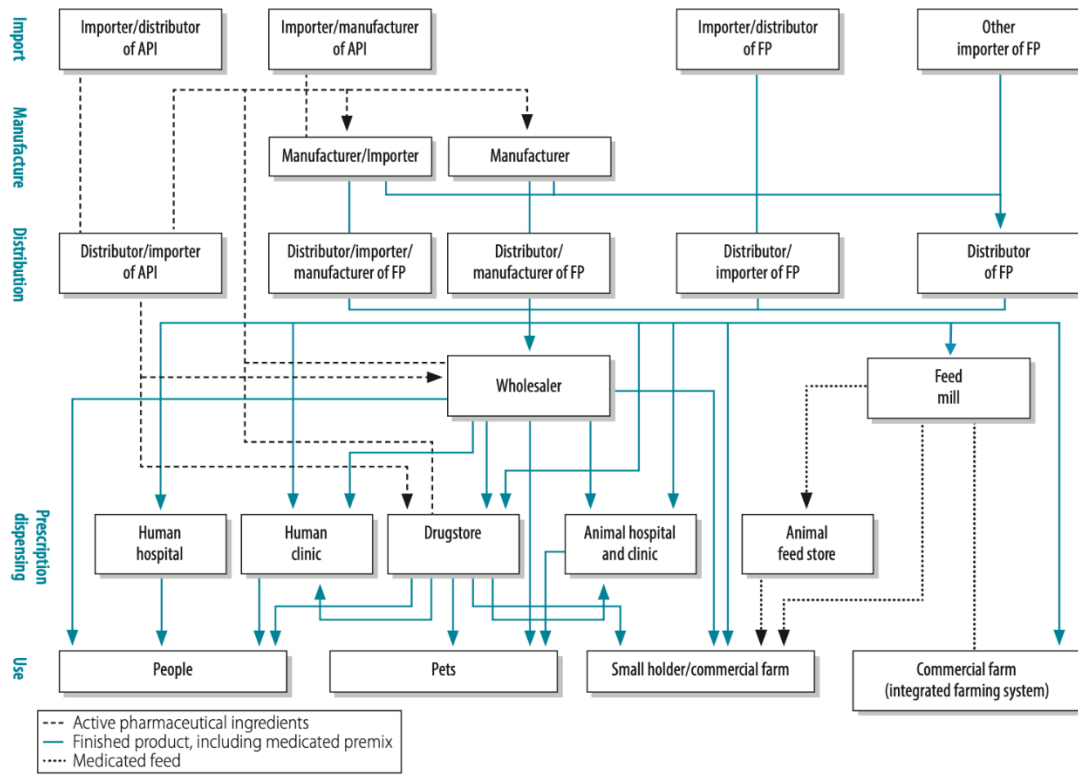 Import
Importer/distributor
of API
Importer/manufacturer
of API
Importer/distributor
of FP
Other
importer of FP
Manufacture
Manufacturer/Importer
Manufacturer
Distribution
Distributor/importer
of API
Distributor/importer/
manufacturer of FP
Distributor/
manufacturer of FP
Distributor/
importer of FP
Distributor
of FP
Wholesaler
Feed
mill
Prescription
dispensing
Human
hospital
Human
clinic
Drugstore
Animal hospital
and clinic
Animal
feed store
Use
People
Pets
Small holder/commercial farm
Commercial farm
(integrated farming system)
Active pharmaceutical ingredients
Finished product, including medicated premix
Medicated feed